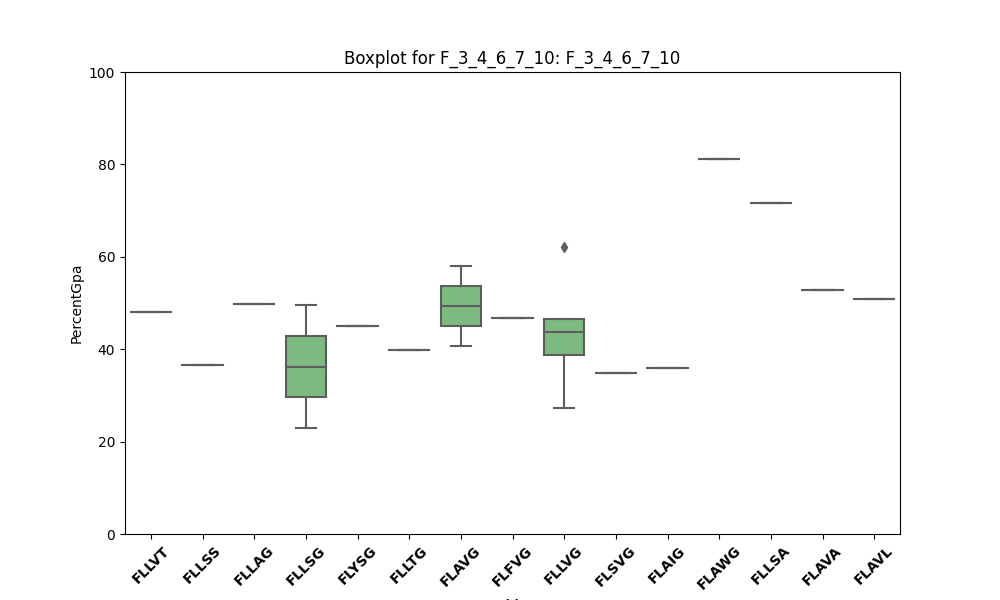 Boxplot for F_3_4_6_7_10: F_3_4_6_7_10
PercentGpa
100
80
60
40
20
0
FLLVT
FLLSS
FLLAG
FLLSG
FLYSG
FLLTG
FLAVG
FLFVG
FLLVG
FLSVG
FLAIG
FLAWG
FLLSA
FLAVA
FLAVL